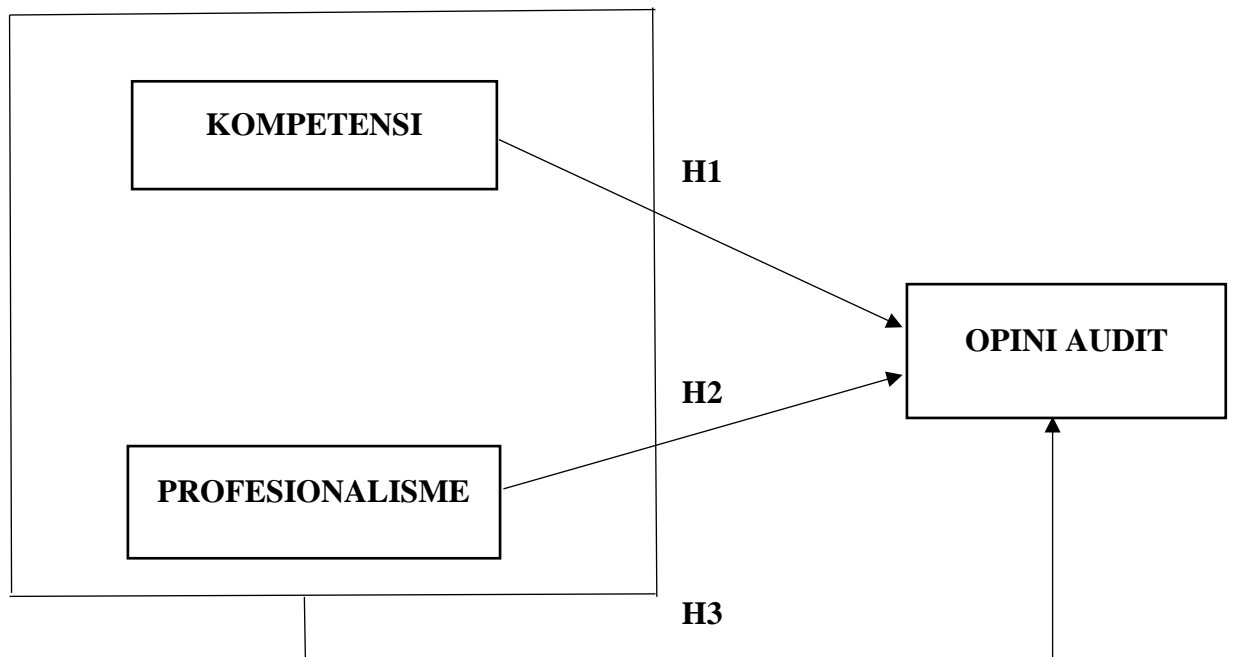 KOMPETENSI
H1
OPINI AUDIT
H2
PROFESIONALISME
H3